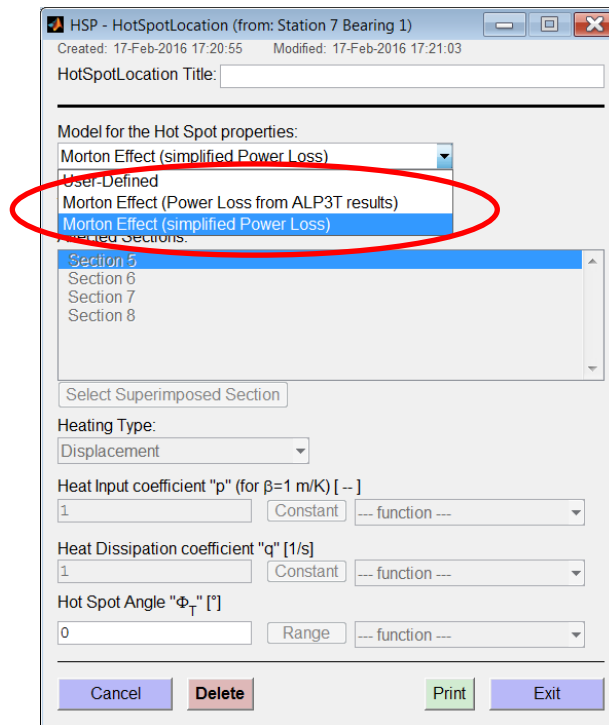 HSP - HotSpotLocation (from: Station 7 Bearing 1)
Created: 17-Feb-2016 17:20:55 Modified: 17-Feb-2016 17:21:03
HotSpotLocation Title:
Model for the Hot Spot properties:
Morton Effect (simplified Power Loss)
User-Defined
Morton Effect (Power Loss from ALP3T results)
Morton Effect (simplified Power Loss)
Affected Sections:
Section 5
Section 6
Section 7
Section 8
Select Superimposed Section
Heating Type:
Displacement
Heat Input coefficient "p" (for β=1 m/K) [ -- ]
1 Constant --- function ---
Heat Dissipation coefficient "q" [1/s]
1 Constant --- function ---
Hot Spot Angle "Φ_T" [°]
0 Range --- function ---
Cancel Delete Print Exit